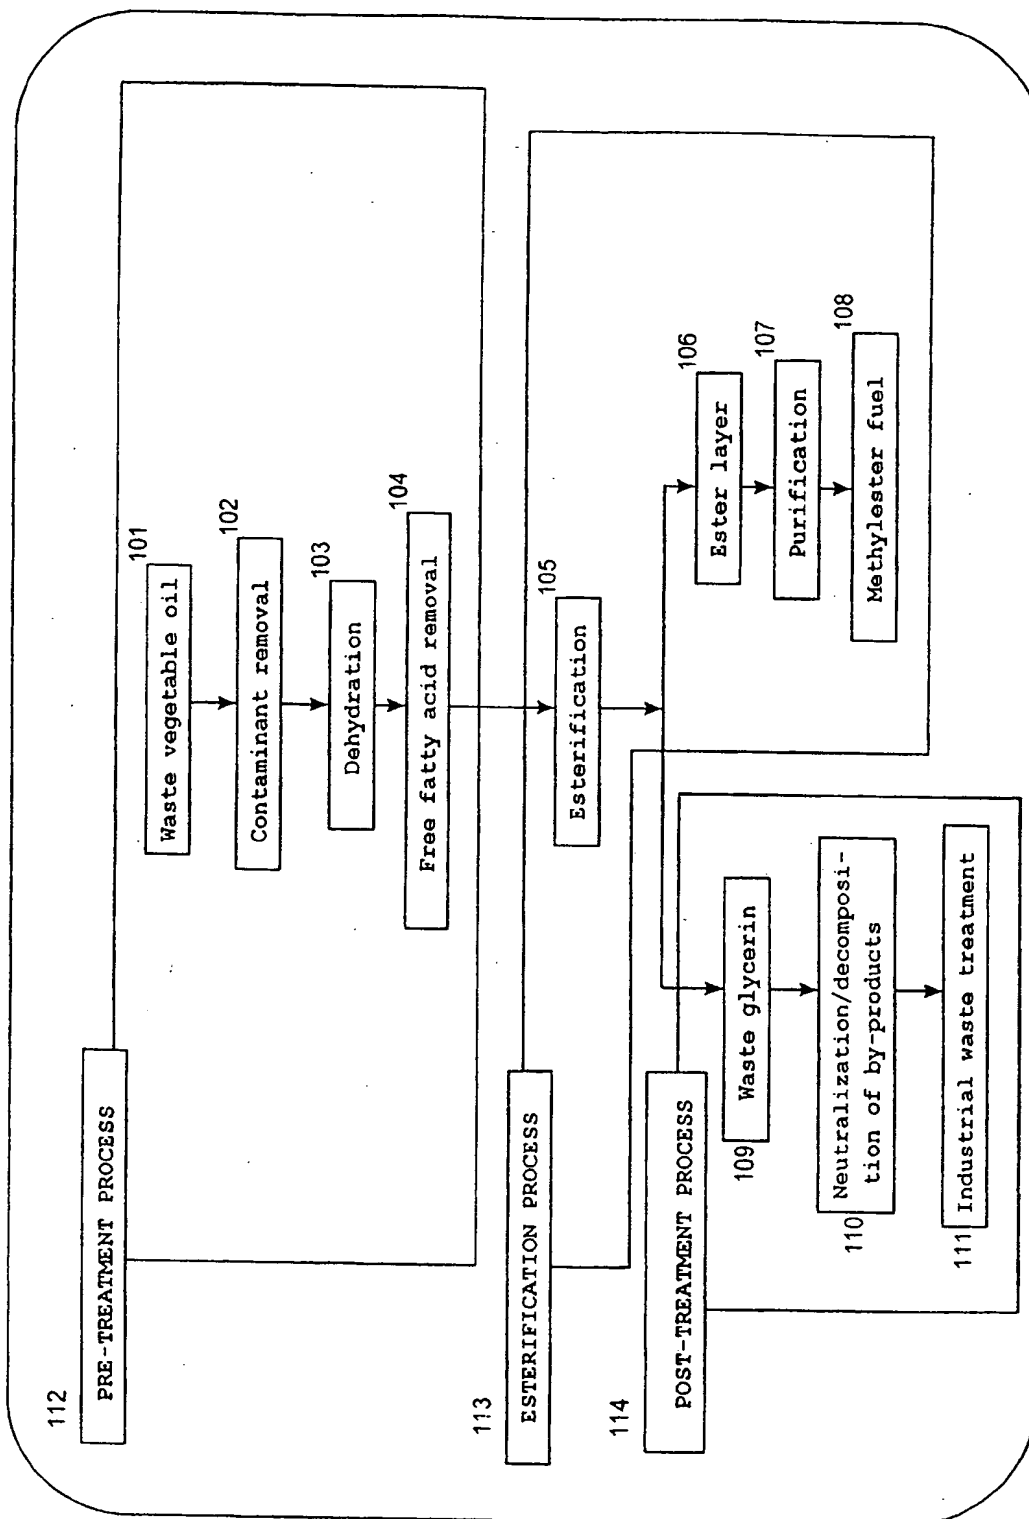 112
PRE-TREATMENT PROCESS
101
Waste vegetable oil
102
Contaminant removal
103
Dehydration
104
Free fatty acid removal
113
ESTERIFICATION PROCESS
105
Esterification
106
Ester layer
107
Purification
108
Methylester fuel
114
POST-TREATMENT PROCESS
109
Waste glycerin
110
Neutralization/decomposi-
tion of by-products
111
Industrial waste treatment